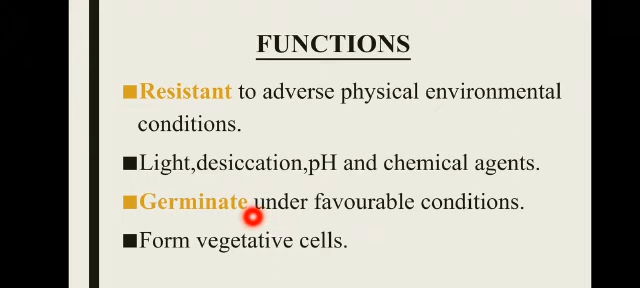 FUNCTIONS
Resistant to adverse physical environmental
conditions.
Light,desiccation,pH and chemical agents.
Germinate under favourable conditions.
Form vegetative cells.